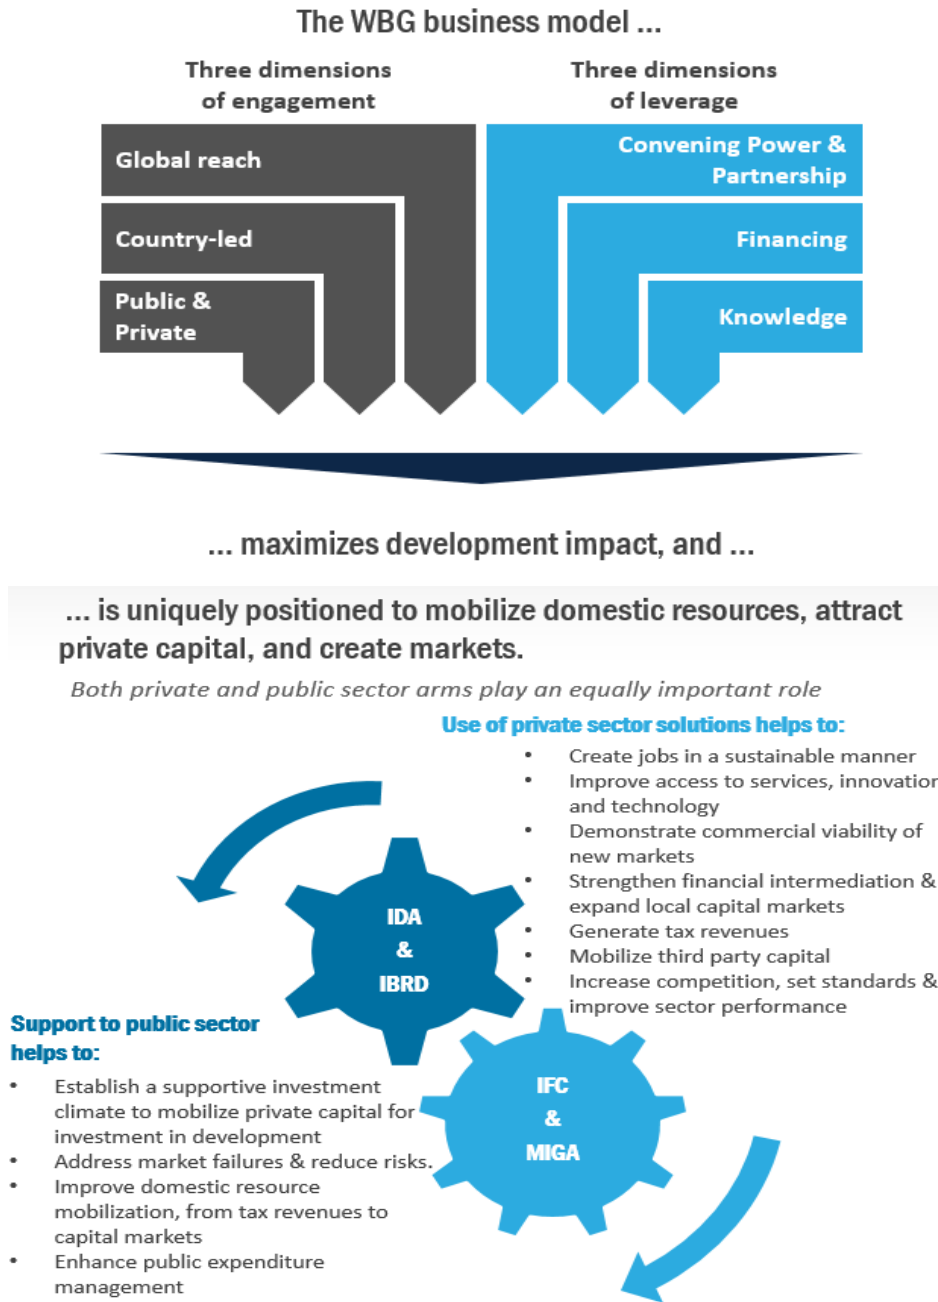 The WBG business model ...
Three dimensions
of engagement
Three dimensions
of leverage
Global reach
Country-led
Public &
Private
Convening Power &
Partnership
Financing
Knowledge
... maximizes development impact, and ...
... is uniquely positioned to mobilize domestic resources, attract
private capital, and create markets.
Both private and public sector arms play an equally important role
Use of private sector solutions helps to:
• Create jobs in a sustainable manner
• Improve access to services, innovation
and technology
• Demonstrate commercial viability of
new markets
• Strengthen financial intermediation &
expand local capital markets
• Generate tax revenues
• Mobilize third party capital
• Increase competition, set standards &
improve sector performance
IDA
&
IBRD
Support to public sector
helps to:
• Establish a supportive investment
climate to mobilize private capital for
investment in development
• Address market failures & reduce risks.
• Improve domestic resource
mobilization, from tax revenues to
capital markets
• Enhance public expenditure
management
IFC
&
MIGA